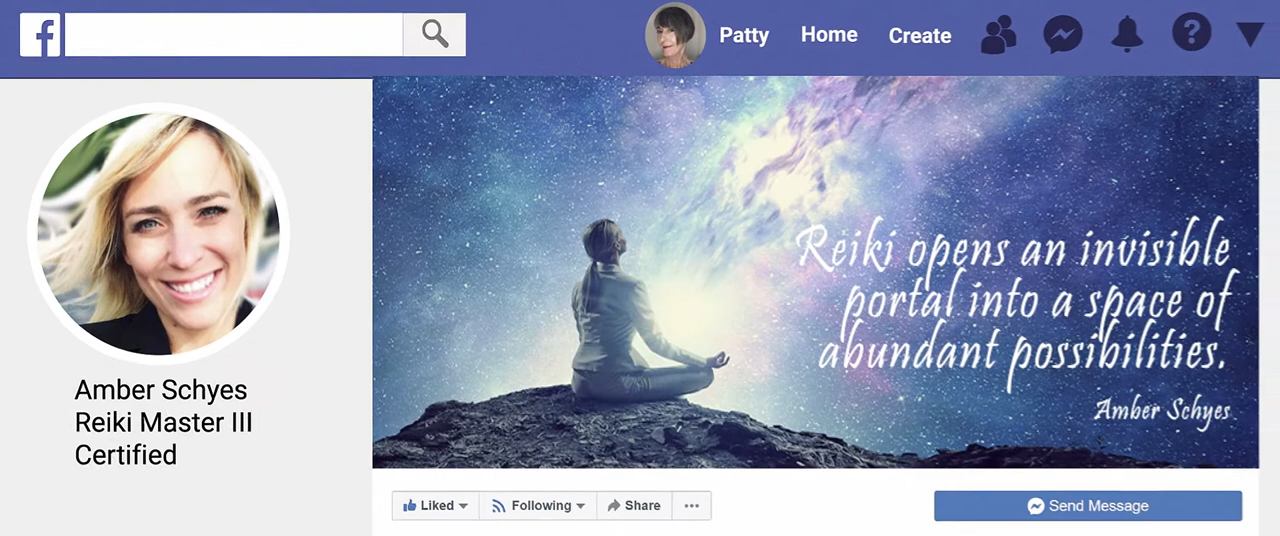 f
Patty Home Create
Amber Schyes
Reiki Master III
Certified
Reiki opens an invisible
portal into a space of
abundant possibilities.
Amber Schyes
Liked Following Share ...
Send Message